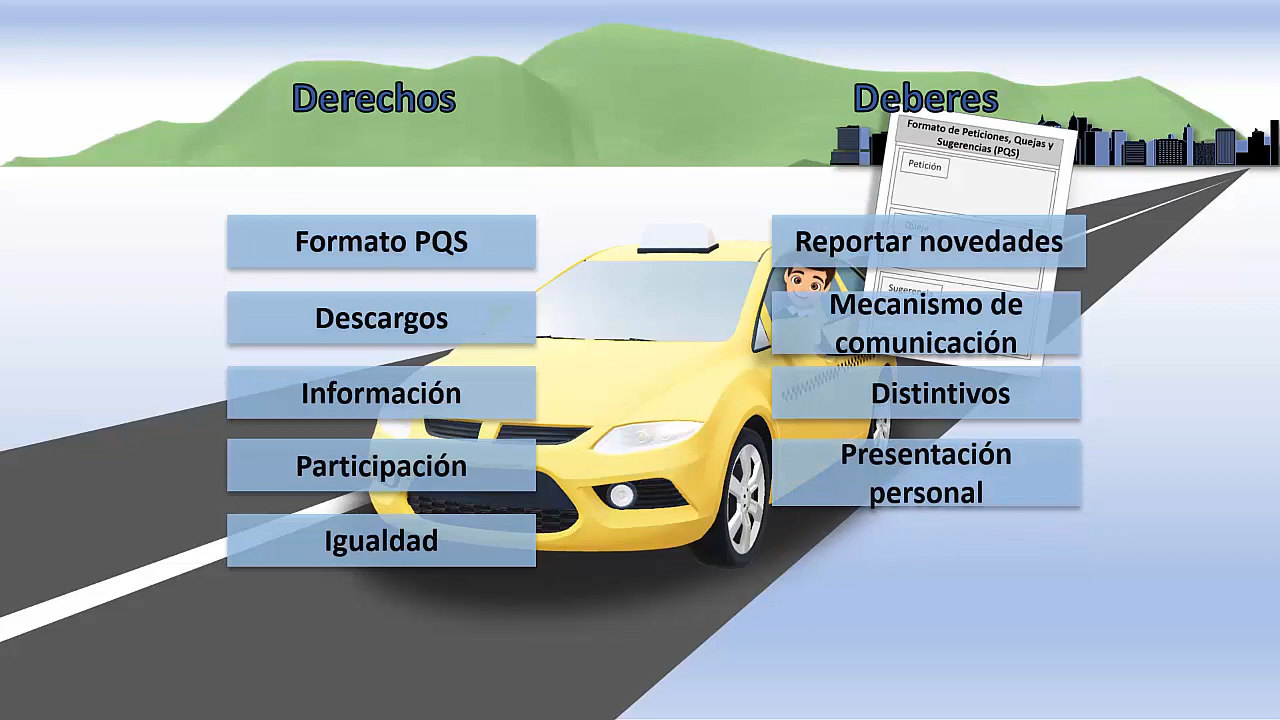 Derechos
Deberes
Formato de Peticiones, Quejas y
Sugerencias (PQS)
Petición
Formato PQS
Queja
Reportar novedades
Descargos
Mecanismo de
comunicación
Información
Distintivos
Participación
Presentación
personal
Igualdad